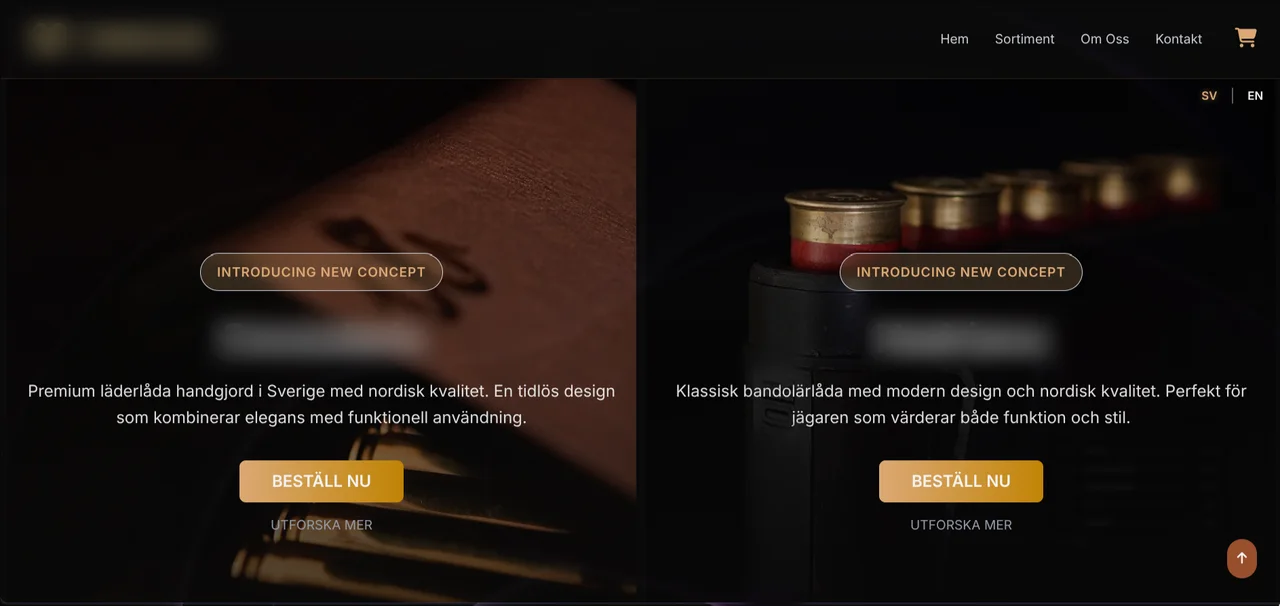 Hem
Sortiment
Om Oss
Kontakt
SV | EN
INTRODUCING NEW CONCEPT
Premium läderlåda handgjord i Sverige med nordisk kvalitet. En tidlös design
som kombinerar elegans med funktionell användning.
BESTÄLL NU
UTFORSKA MER
INTRODUCING NEW CONCEPT
Klassisk bandolärlåda med modern design och nordisk kvalitet. Perfekt för
jägaren som värderar både funktion och stil.
BESTÄLL NU
UTFORSKA MER